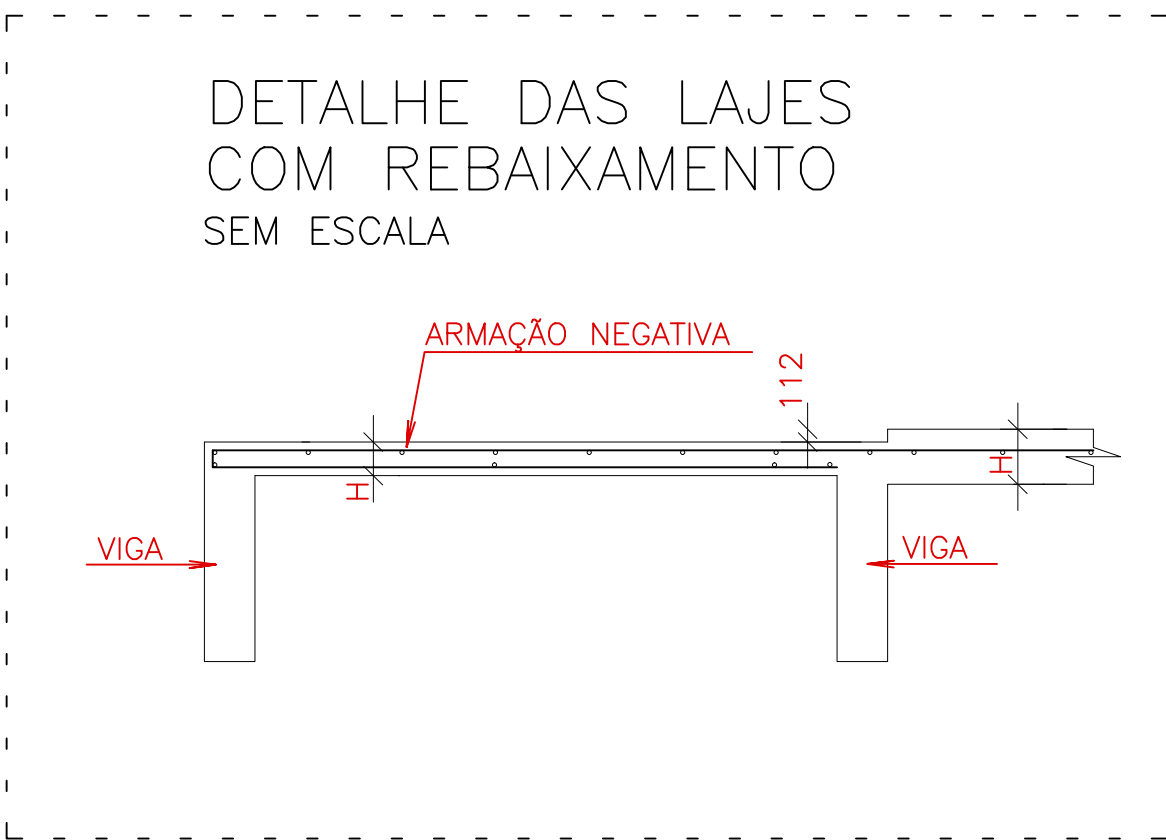 DETALHE DAS LAJES
COM REBAIXAMENTO
SEM ESCALA
ARMAÇÃO NEGATIVA
112
H
H
VIGA
VIGA